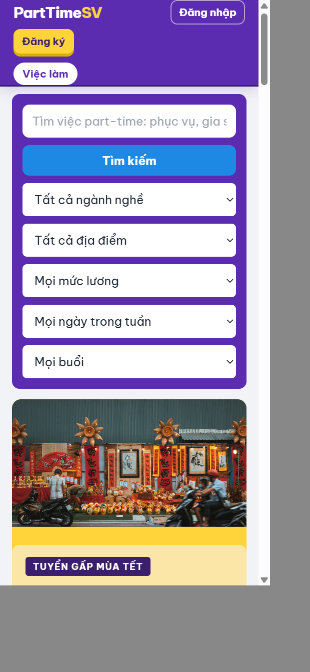 PartTimeSV
Đăng nhập
Đăng ký
Việc làm
Tìm việc part-time: phục vụ, gia s
Tìm kiếm
Tất cả ngành nghề
Tất cả địa điểm
Mọi mức lương
Mọi ngày trong tuần
Mọi buổi
TUYỂN GẤP MÙA TẾT